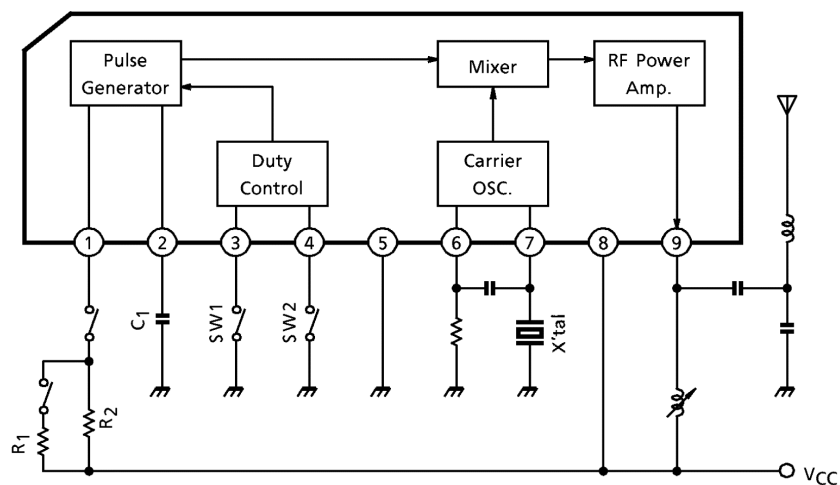 Pulse
Generator
Mixer
RF Power
Amp.
Duty
Control
Carrier
OSC.
1 2 3 4 5 6 7 8 9
C1
SW1
SW2
X'tal
R1
R2
VCC